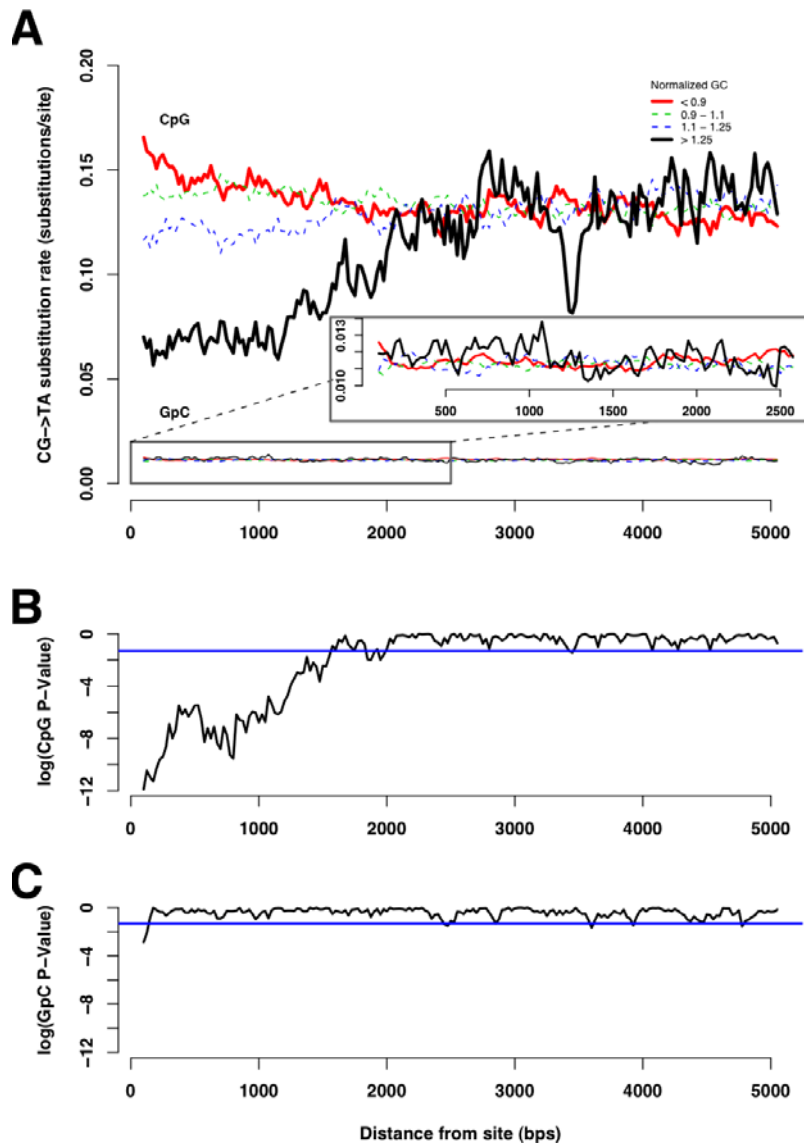 A
CG->TA substitution rate (substitutions/site)
0.20
0.15
0.10
0.05
0.00
CpG
GpC
Normalized GC
< 0.9
0.9 – 1.1
1.1 – 1.25
> 1.25
0.013
0.010
500 1000 1500 2000 2500
0 1000 2000 3000 4000 5000
B
log(CpG P-Value)
0
-4
-8
-12
0 1000 2000 3000 4000 5000
C
log(GpC P-Value)
0
-4
-8
-12
0 1000 2000 3000 4000 5000
Distance from site (bps)